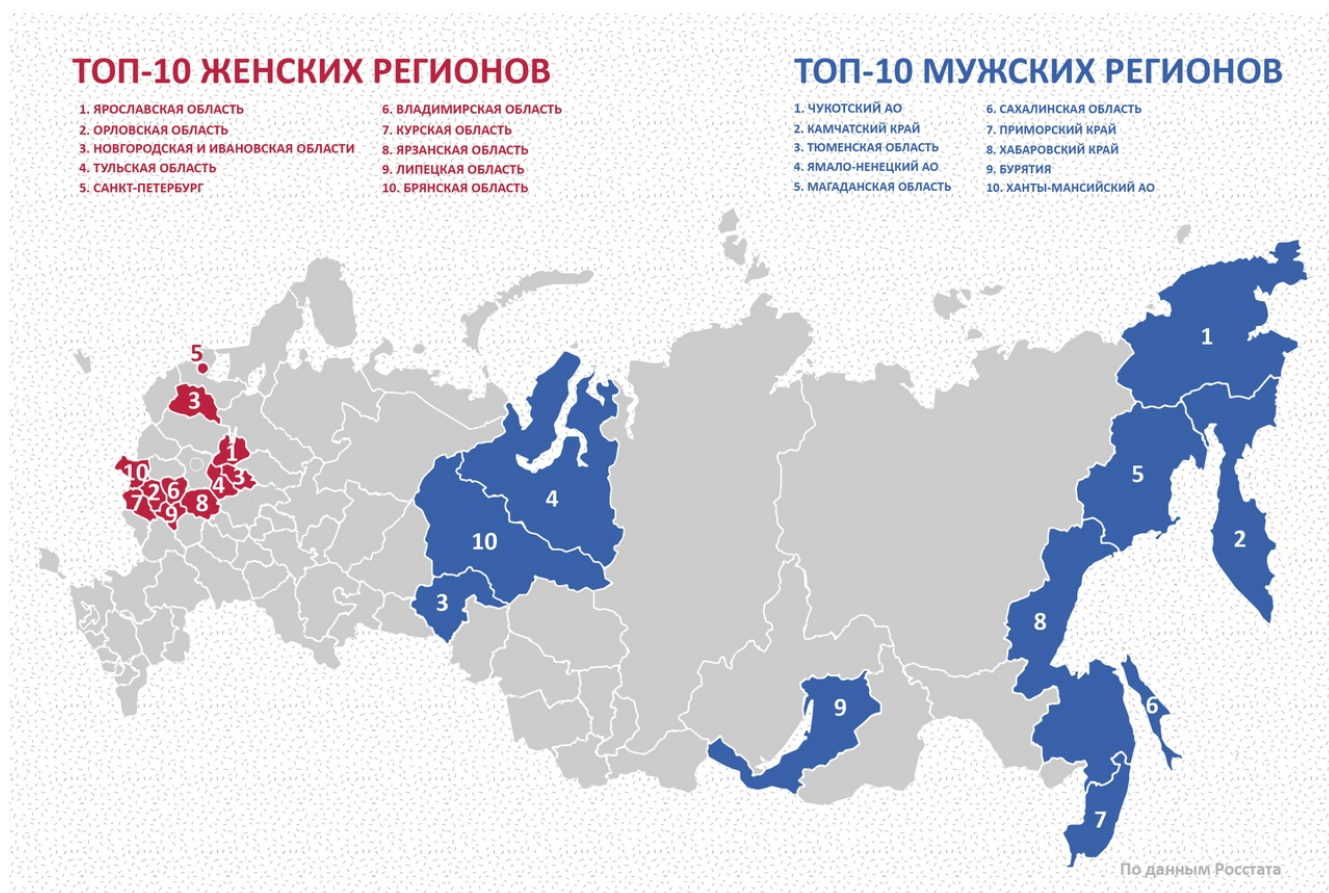 ТОП-10 ЖЕНСКИХ РЕГИОНОВ
1. ЯРОСЛАВСКАЯ ОБЛАСТЬ
2. ОРЛОВСКАЯ ОБЛАСТЬ
3. НОВГОРОДСКАЯ И ИВАНОВСКАЯ ОБЛАСТИ
4. ТУЛЬСКАЯ ОБЛАСТЬ
5. САНКТ-ПЕТЕРБУРГ
6. ВЛАДИМИРСКАЯ ОБЛАСТЬ
7. КУРСКАЯ ОБЛАСТЬ
8. ЯРЗАНСКАЯ ОБЛАСТЬ
9. ЛИПЕЦКАЯ ОБЛАСТЬ
10. БРЯНСКАЯ ОБЛАСТЬ
ТОП-10 МУЖСКИХ РЕГИОНОВ
1. ЧУКОТСКИЙ АО
2. КАМЧАТСКИЙ КРАЙ
3. ТЮМЕНСКАЯ ОБЛАСТЬ
4. ЯМАЛО-НЕНЕЦКИЙ АО
5. МАГАДАНСКАЯ ОБЛАСТЬ
6. САХАЛИНСКАЯ ОБЛАСТЬ
7. ПРИМОРСКИЙ КРАЙ
8. ХАБАРОВСКИЙ КРАЙ
9. БУРЯТИЯ
10. ХАНТЫ-МАНСИЙСКИЙ АО
5
3
1
10
2
6
4
3
7
9
8
4
10
3
1
5
2
8
9
6
7
По данным Росстата